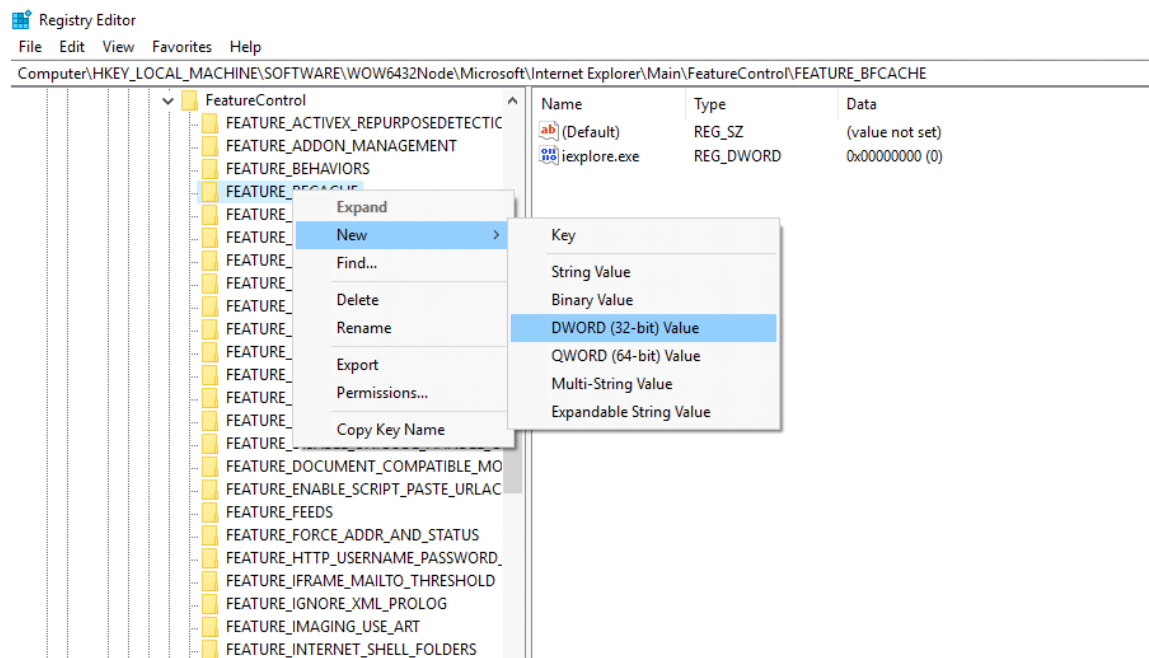 Registry Editor
File Edit View Favorites Help
Computer\HKEY_LOCAL_MACHINE\SOFTWARE\WOW6432Node\Microsoft\Internet Explorer\Main\FeatureControl\FEATURE_BFCACHE
FeatureControl
FEATURE_ACTIVEX_REPURPOSEDETECTIC
FEATURE_ADDON_MANAGEMENT
FEATURE_BEHAVIORS
FEATURE_BFCACHE
FEATURE_
FEATURE_
FEATURE_
FEATURE_
FEATURE_
FEATURE_
FEATURE_
FEATURE_
FEATURE_
FEATURE_
FEATURE_
FEATURE_DOCUMENT_COMPATIBLE_MO
FEATURE_ENABLE_SCRIPT_PASTE_URLAC
FEATURE_FEEDS
FEATURE_FORCE_ADDR_AND_STATUS
FEATURE_HTTP_USERNAME_PASSWORD_
FEATURE_IFRAME_MAILTO_THRESHOLD
FEATURE_IGNORE_XML_PROLOG
FEATURE_IMAGING_USE_ART
FEATURE_INTERNET_SHELL_FOLDERS
Expand
New
Find...
Delete
Rename
Export
Permissions...
Copy Key Name
Key
String Value
Binary Value
DWORD (32-bit) Value
QWORD (64-bit) Value
Multi-String Value
Expandable String Value
Name Type Data
(Default) REG_SZ (value not set)
iexplore.exe REG_DWORD 0x00000000 (0)